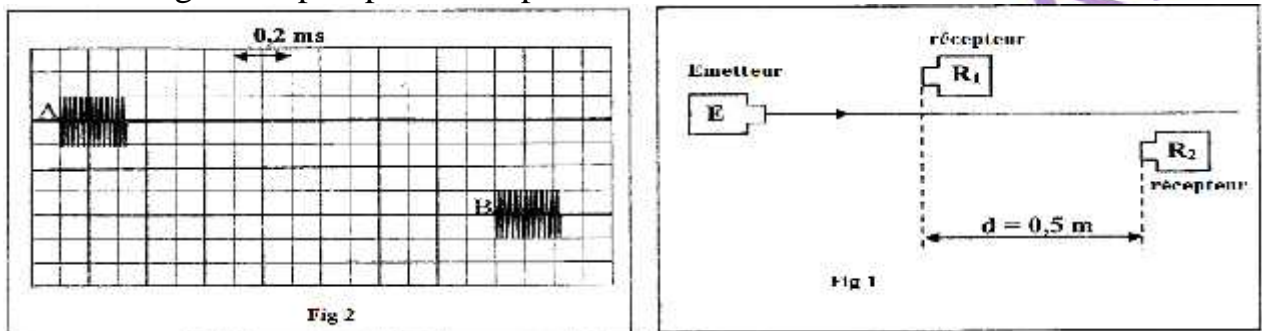 0,2 ms
A
B
Fig 2
récepteur
R1
Emetteur
E
R2
récepteur
d = 0,5 m
Fig 1